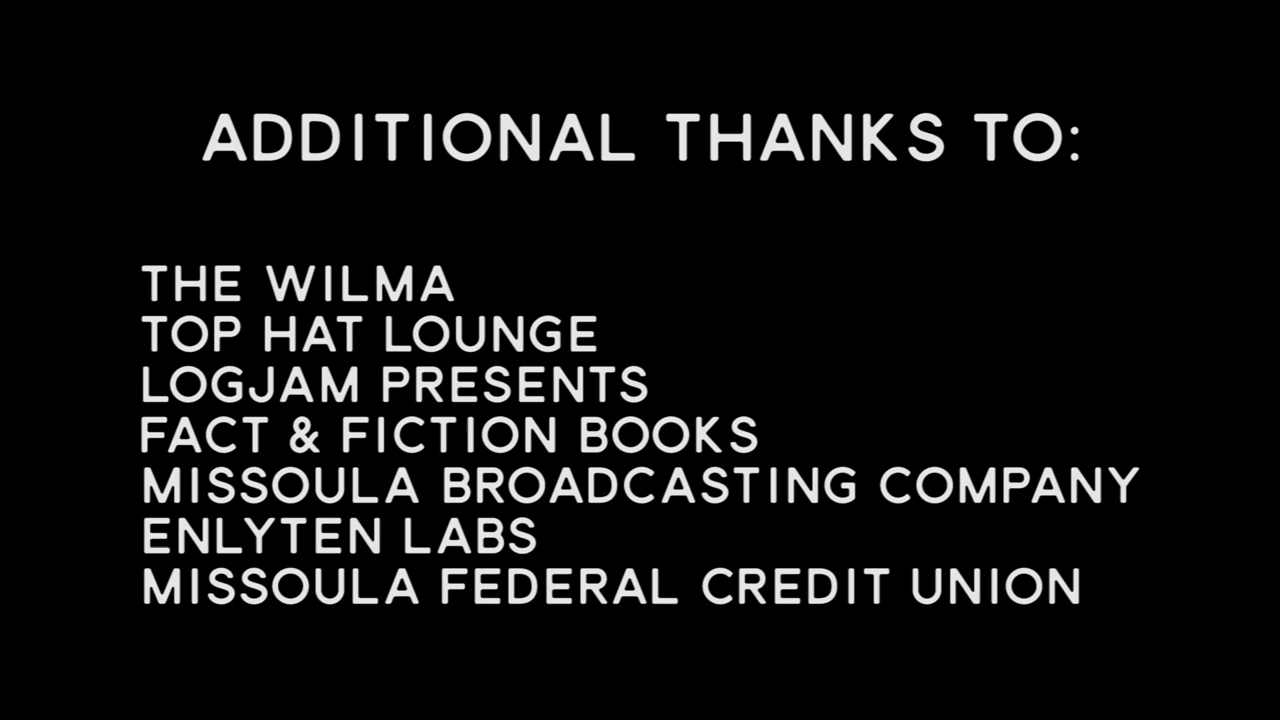 ADDITIONAL THANKS TO:
THE WILMA
TOP HAT LOUNGE
LOGJAM PRESENTS
FACT & FICTION BOOKS
MISSOULA BROADCASTING COMPANY
ENLYTEN LABS
MISSOULA FEDERAL CREDIT UNION